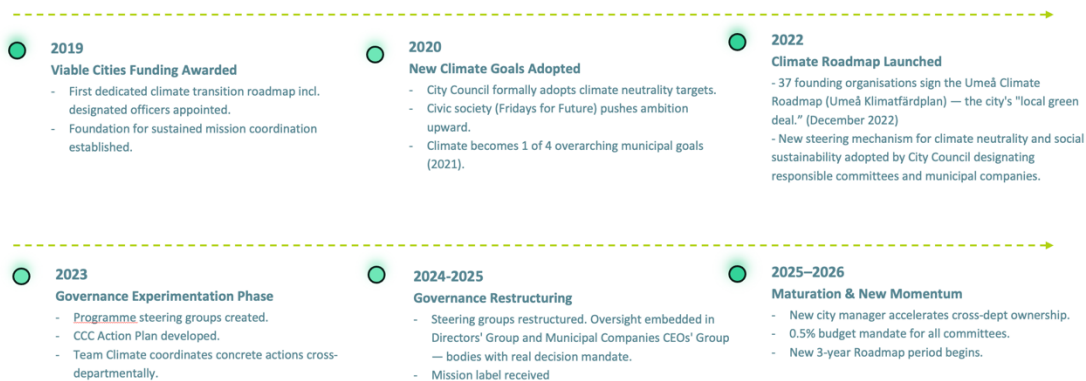 2019
Viable Cities Funding Awarded
- First dedicated climate transition roadmap incl.
designated officers appointed.
- Foundation for sustained mission coordination
established.
2020
New Climate Goals Adopted
- City Council formally adopts climate neutrality targets.
- Civic society (Fridays for Future) pushes ambition
upward.
- Climate becomes 1 of 4 overarching municipal goals
(2021).
2022
Climate Roadmap Launched
- 37 founding organisations sign the Umeå Climate
Roadmap (Umeå Klimatfärdplan) — the city's "local green
deal.” (December 2022)
- New steering mechanism for climate neutrality and social
sustainability adopted by City Council designating
responsible committees and municipal companies.
2023
Governance Experimentation Phase
- Programme steering groups created.
- CCC Action Plan developed.
- Team Climate coordinates concrete actions cross-
departmentally.
2024-2025
Governance Restructuring
- Steering groups restructured. Oversight embedded in
Directors' Group and Municipal Companies CEOs' Group
— bodies with real decision mandate.
- Mission label received
2025–2026
Maturation & New Momentum
- New city manager accelerates cross-dept ownership.
- 0.5% budget mandate for all committees.
- New 3-year Roadmap period begins.